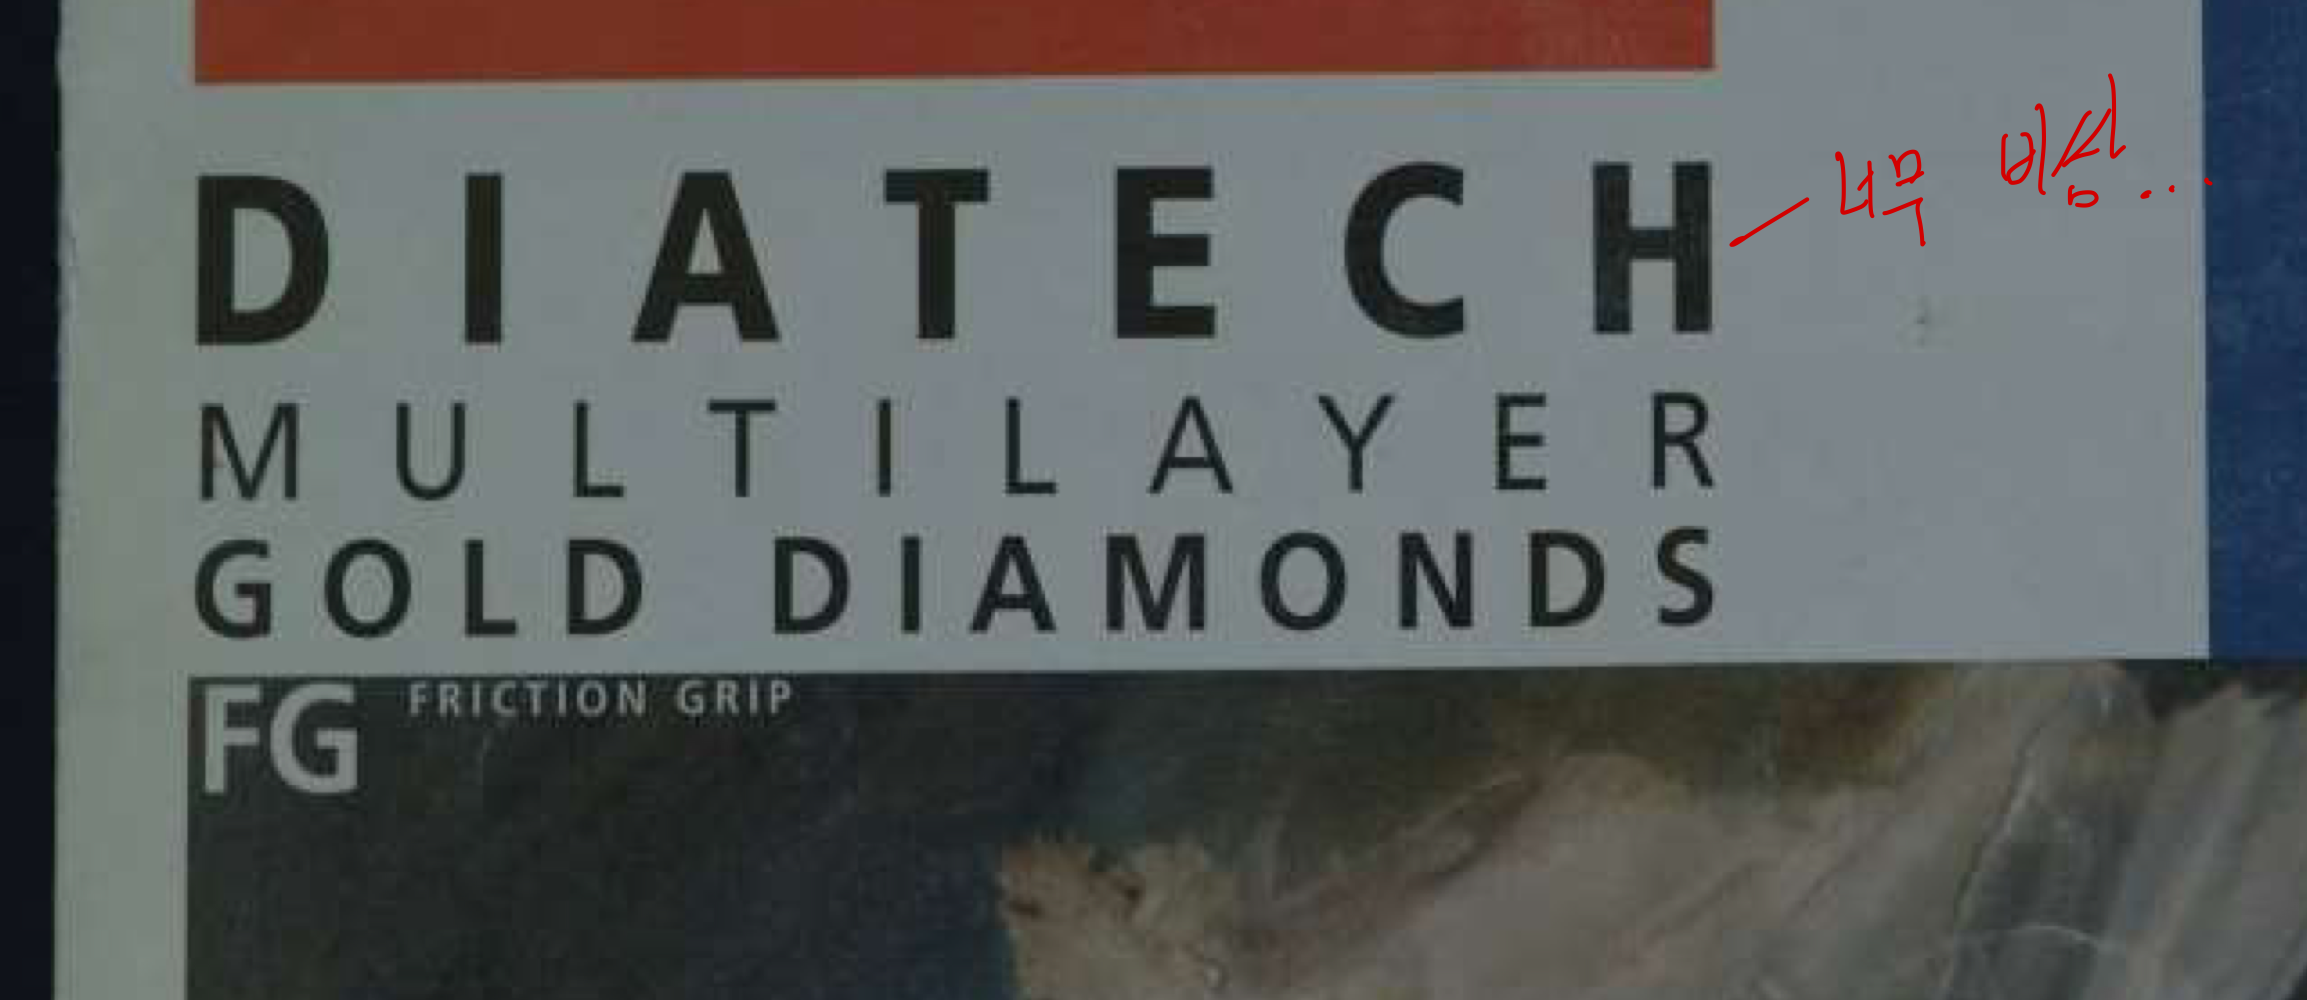 DIATECH
너무 비쌈...
MULTILAYER
GOLD DIAMONDS
FG FRICTION GRIP